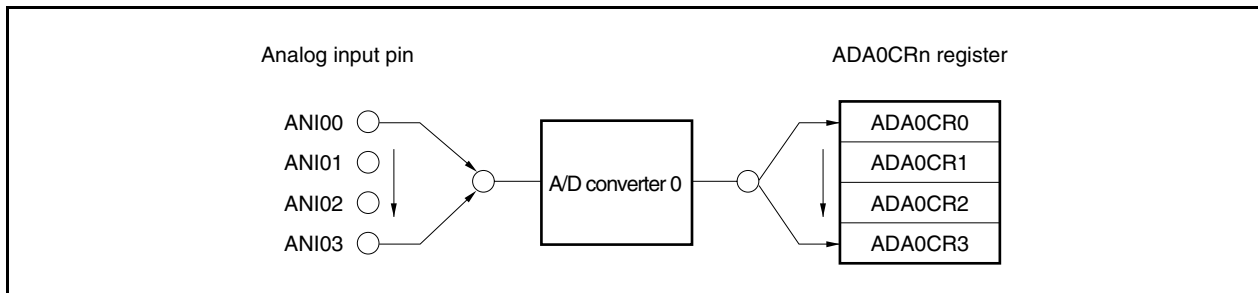 Analog input pin
ADA0CRn register
ANI00
ANI01
ANI02
ANI03
A/D converter 0
ADA0CR0
ADA0CR1
ADA0CR2
ADA0CR3